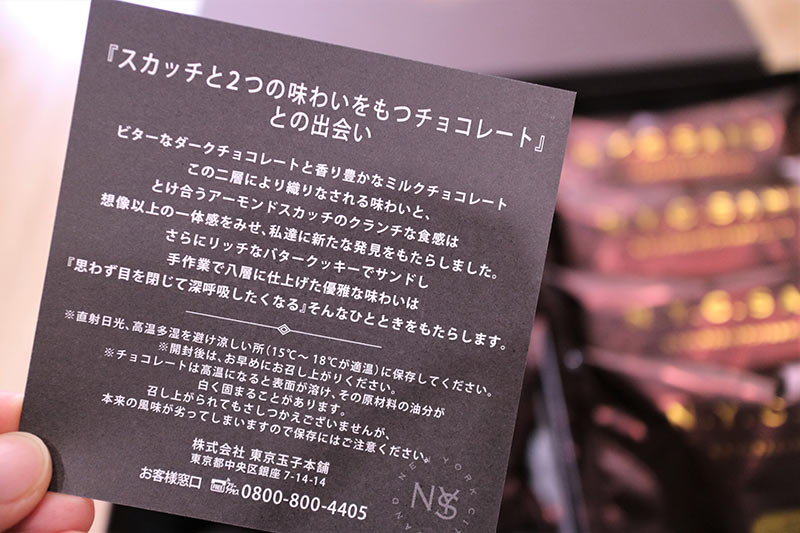 『スカッチと2つの味わいをもつチョコレート』
との出会い
ビターなダークチョコレートと香り豊かなミルクチョコレート
この二層により織りなされる味わいと、
とけ合うアーモンドスカッチのクランチな食感は
想像以上の一体感をみせ、私達に新たな発見をもたらしました。
さらにリッチなバタークッキーでサンドし
手作業で八層に仕上げた優雅な味わいは
『思わず目を閉じて深呼吸したくなる』そんなひとときをもたらします。
※直射日光、高温多湿を避け涼しい所(15℃~18℃が適温)に保存してください。
※開封後は、お早めにお召し上がりください。
※チョコレートは高温になると表面が溶け、その原材料の油分が
白く固まることがあります。
召し上がられてもさしつかえございませんが、
本来の風味が劣ってしまいますので保存にはご注意ください。
株式会社 東京玉子本舗
東京都中央区銀座 7-14-14
お客様窓口 0800-800-4405
NEW YORK CITY
SAND
NYS